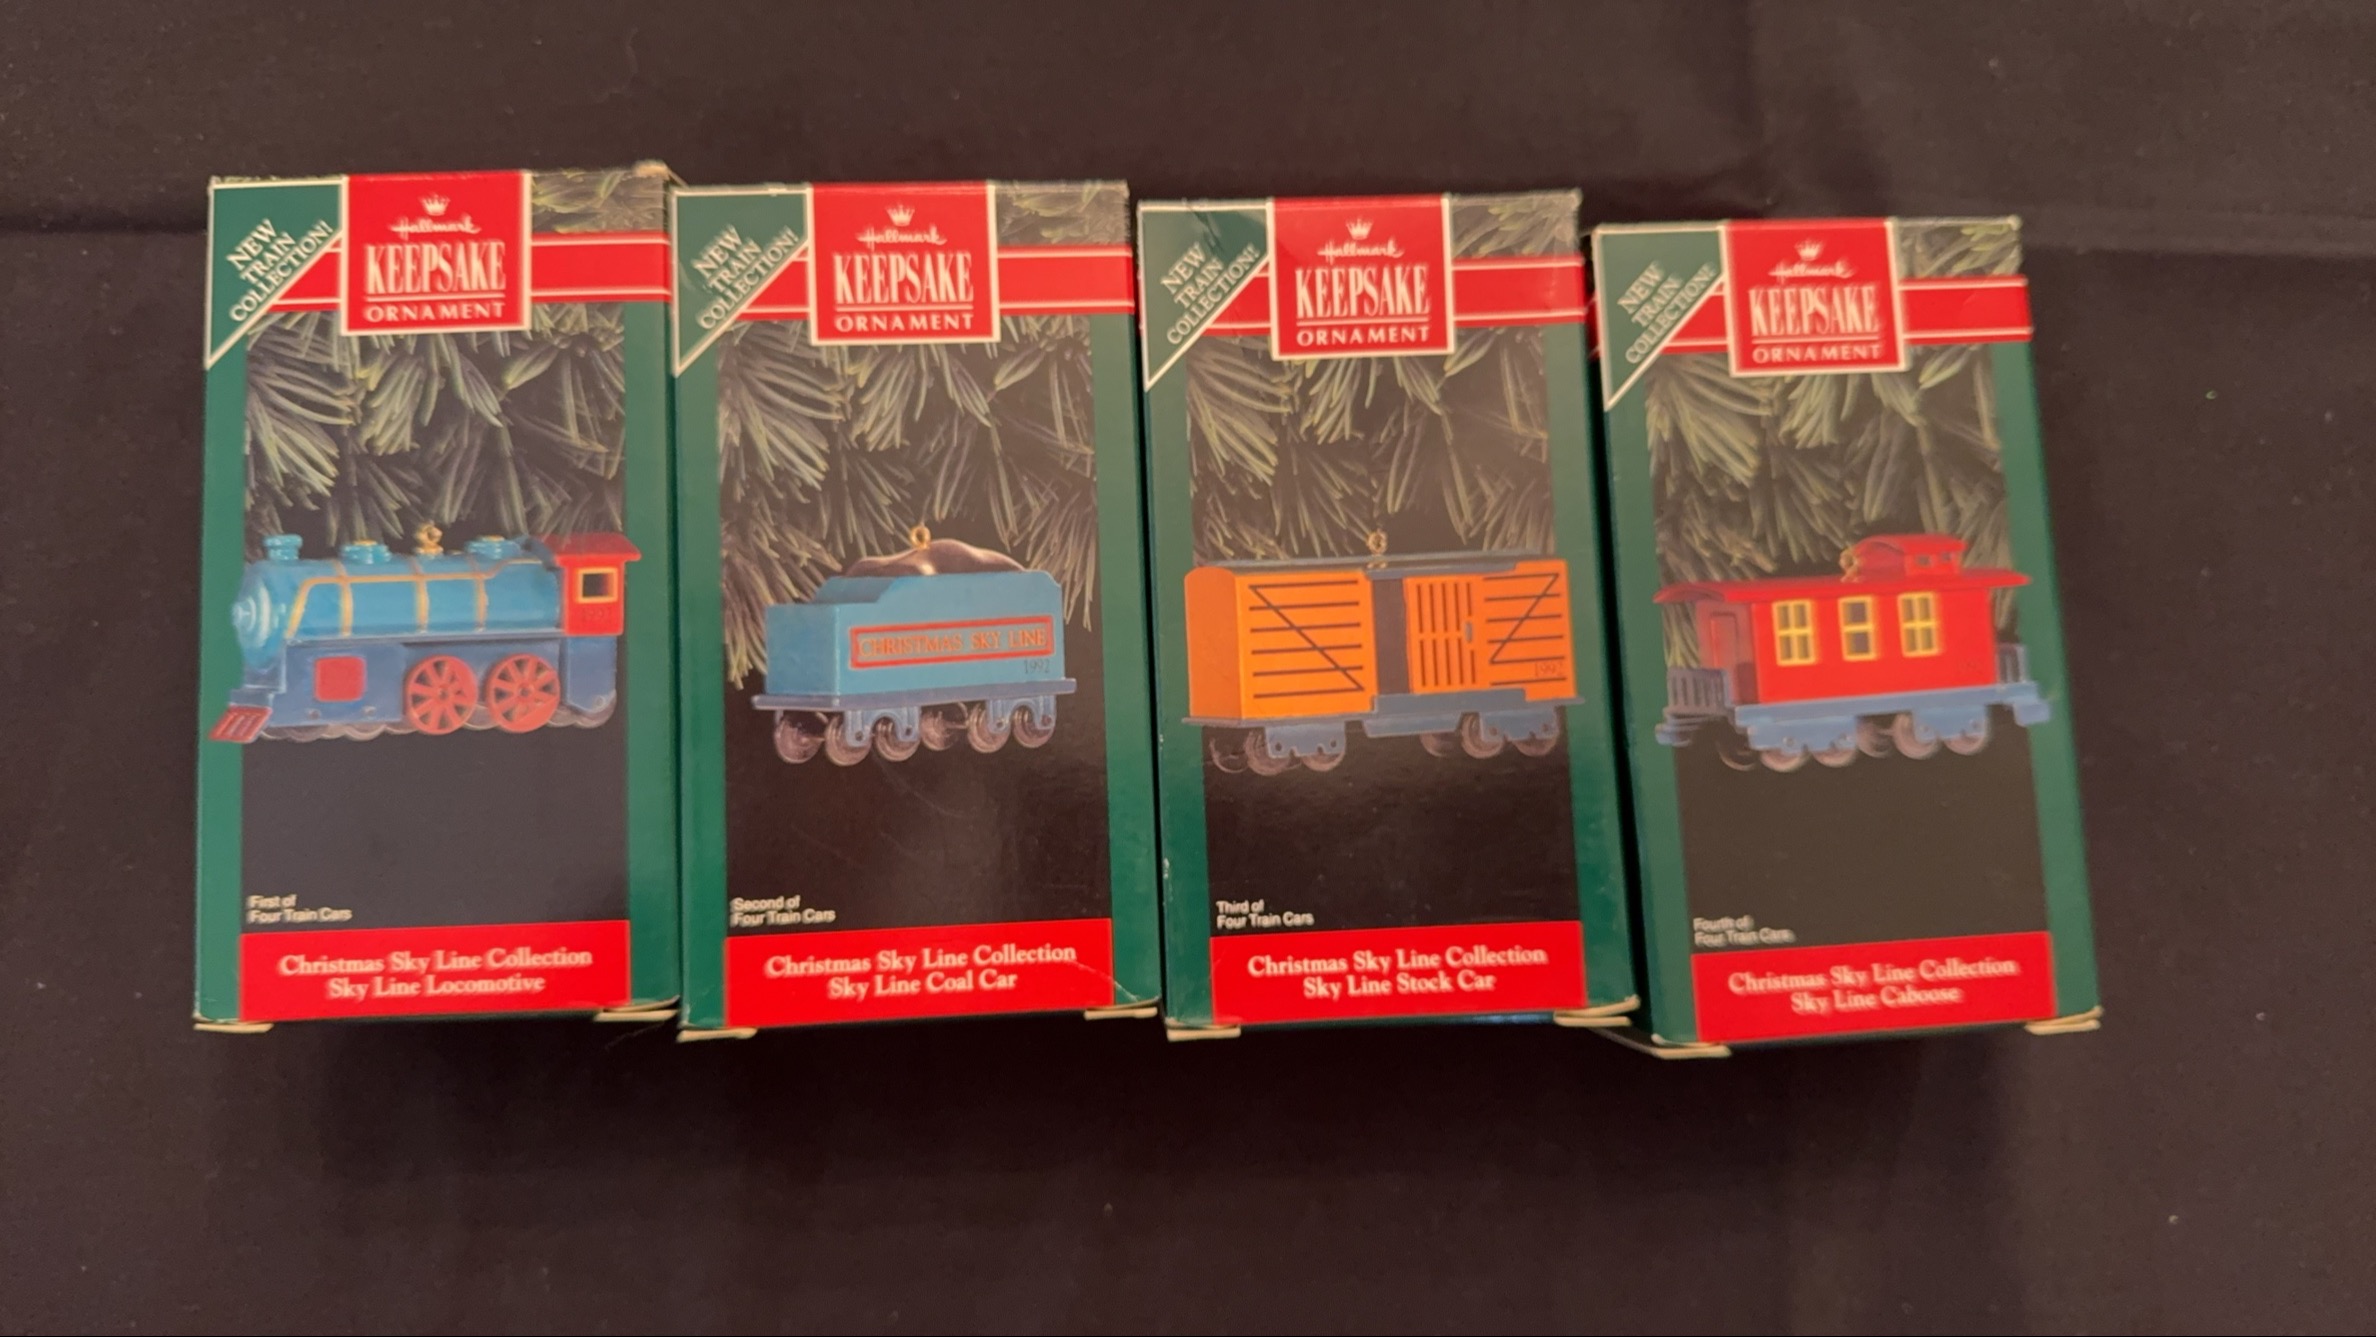 NEW
TRAIN
COLLECTION!
Hallmark
KEEPSAKE
ORNAMENT
1992
First of
Four Train Cars
Christmas Sky Line Collection
Sky Line Locomotive
NEW
TRAIN
COLLECTION!
Hallmark
KEEPSAKE
ORNAMENT
CHRISTMAS SKY LINE
1992
Second of
Four Train Cars
Christmas Sky Line Collection
Sky Line Coal Car
NEW
TRAIN
COLLECTION!
Hallmark
KEEPSAKE
ORNAMENT
1992
Third of
Four Train Cars
Christmas Sky Line Collection
Sky Line Stock Car
NEW
TRAIN
COLLECTION!
Hallmark
KEEPSAKE
ORNAMENT
Fourth of
Four Train Cars
Christmas Sky Line Collection
Sky Line Caboose